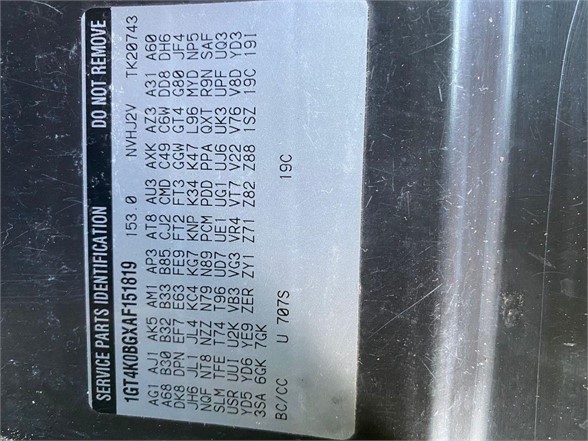 SERVICE PARTS IDENTIFICATION DO NOT REMOVE
1GT4K0BGXAF151819 153 0 NVHJ2V TK20743
AG1 AJ1 AK5 AM1 AP3 AT8 AU3 AXK AZ3 A31 A60
A68 B30 B32 B33 B85 CJ2 CMD C49 C6W DD8 DH6
DK8 DPN EF7 E63 FE9 FT2 FT3 GGW GT4 G80 JF4
JH6 JL1 JL4 KC4 KG7 KNP K34 K47 L96 MYD NP5
NQF NT8 NZZ N79 N89 PCM PDD PPA QXT R9N SAF
SLM TFE T74 T96 UD7 UE1 UG1 UJ6 UK3 UPF UQ3
USR UUI U2K VB3 VG3 VR4 VT7 V22 V76 V8D YD3
YD5 YD6 YE9 ZER ZY1 Z71 Z82 Z88 1SZ 19C 19I
3SA 6GK 7GK
BC/CC U 707S 19C